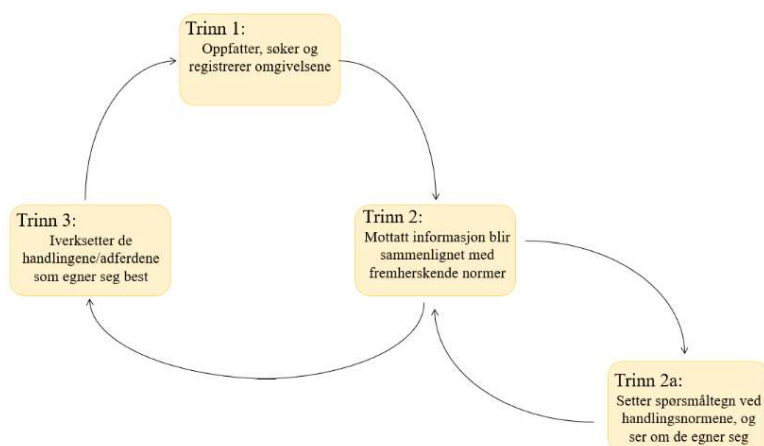 Trinn 1:
Oppfatter, søker og
registrerer omgivelsene
Trinn 2:
Mottatt informasjon blir
sammenlignet med
fremherskende normer
Trinn 2a:
Setter spørsmåltegn ved
handlingsnormene, og
ser om de egner seg
Trinn 3:
Iverksetter de
handlingene/adferdene
som egner seg best